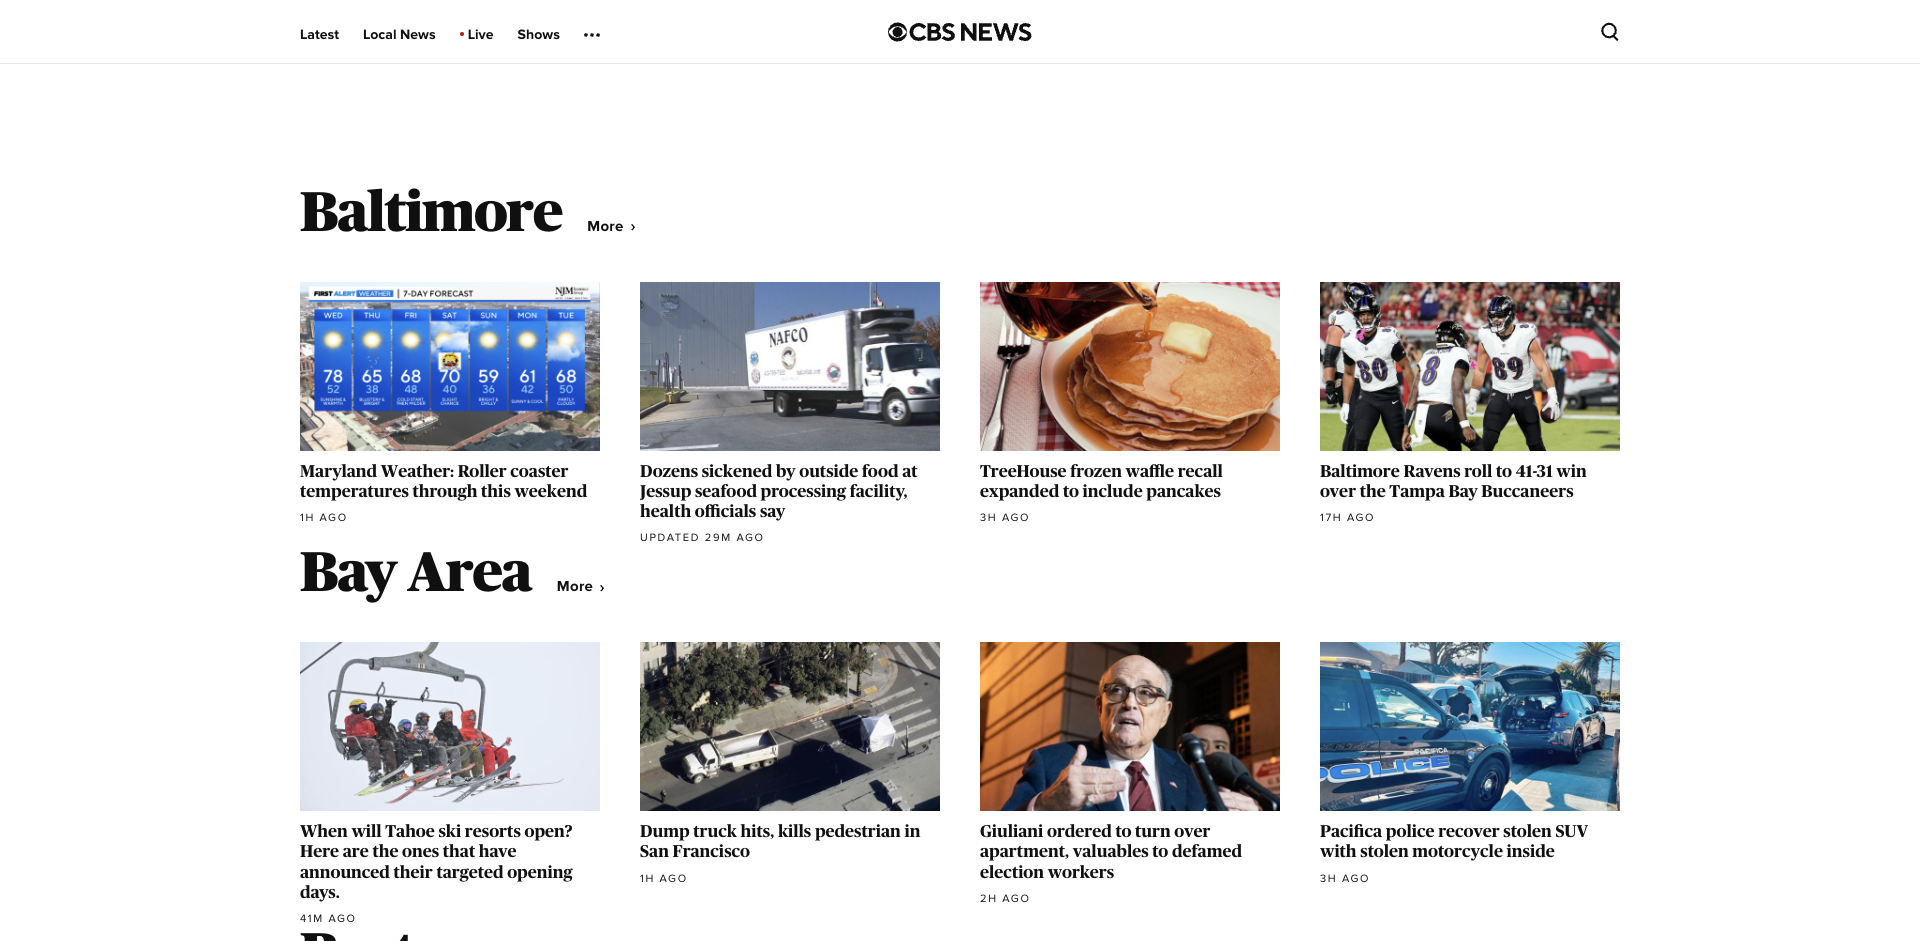 Latest
Local News
Live
Shows
CBS NEWS
Baltimore
More ›
FIRST ALERT WEATHER | 7-DAY FORECAST
NJM
WED THU FRI SAT SUN MON TUE
78 65 68 70 59 61 68
52 38 48 40 36 42 50
Maryland Weather: Roller coaster
temperatures through this weekend
1H AGO
NAFCO
Dozens sickened by outside food at
Jessup seafood processing facility,
health officials say
UPDATED 29M AGO
TreeHouse frozen waffle recall
expanded to include pancakes
3H AGO
80
8
89
Baltimore Ravens roll to 41-31 win
over the Tampa Bay Buccaneers
17H AGO
Bay Area
More ›
When will Tahoe ski resorts open?
Here are the ones that have
announced their targeted opening
days.
41M AGO
Dump truck hits, kills pedestrian in
San Francisco
1H AGO
Giuliani ordered to turn over
apartment, valuables to defamed
election workers
2H AGO
PACIFICA
POLICE
Pacifica police recover stolen SUV
with stolen motorcycle inside
3H AGO